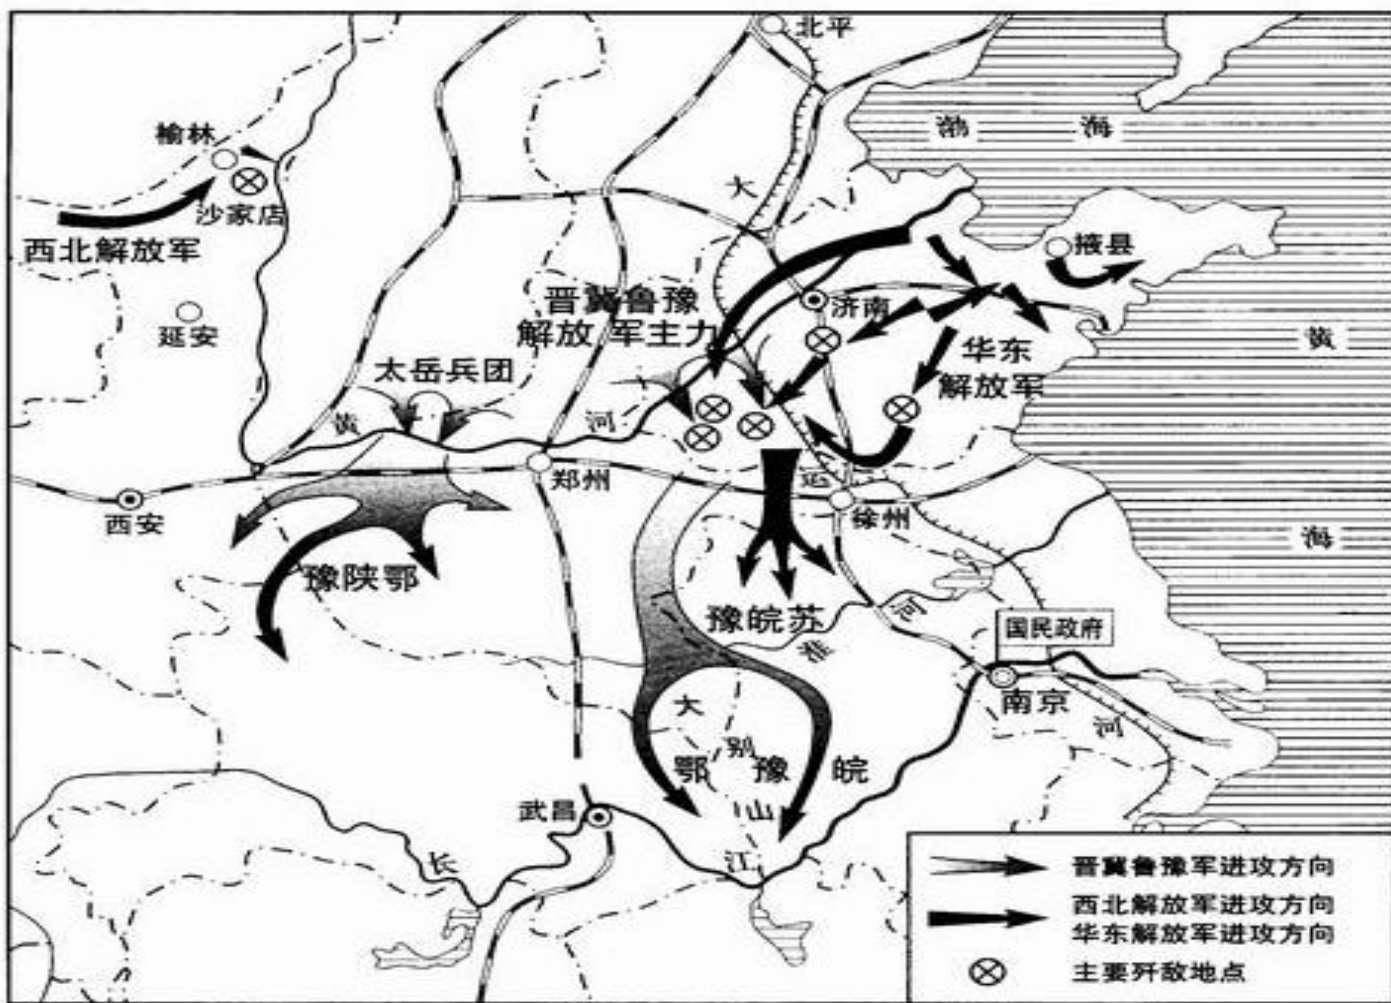 北平
渤
海
榆林
沙家店
西北解放军
延安
大
掖县
济南
晋冀鲁豫
解放军主力
华东
解放军
黄
太岳兵团
黄
河
郑州
运
徐州
西安
海
豫陕鄂
豫皖苏
淮
河
国民政府
南京
河
大
别
山
鄂
豫
皖
武昌
长
江
晋冀鲁豫军进攻方向
西北解放军进攻方向
华东解放军进攻方向
主要歼敌地点